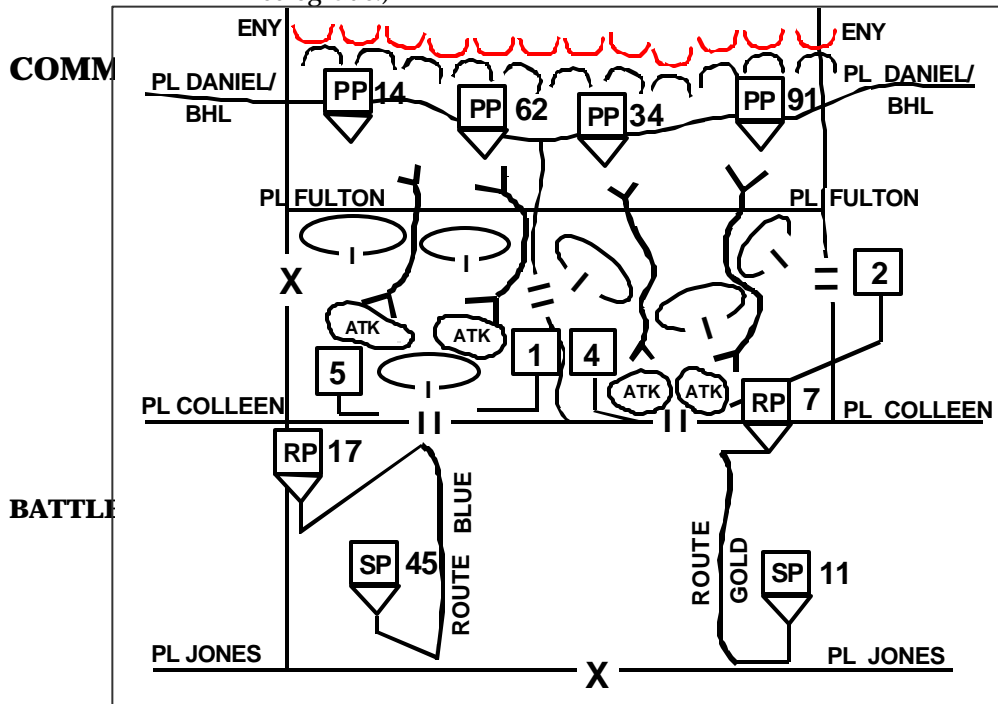 ENY ENY
COMM
PL DANIEL/
BHL
PP 14
PP 62
PP 34
PP 91
PL DANIEL/
BHL
PL FULTON PL FULTON
I I
X
2
ATK ATK
5 1 4
I
ATK ATK
RP 7
PL COLLEEN PL COLLEEN
RP 17
BATTLE
ROUTE BLUE
ROUTE GOLD
SP 45
SP 11
PL JONES PL JONES
X